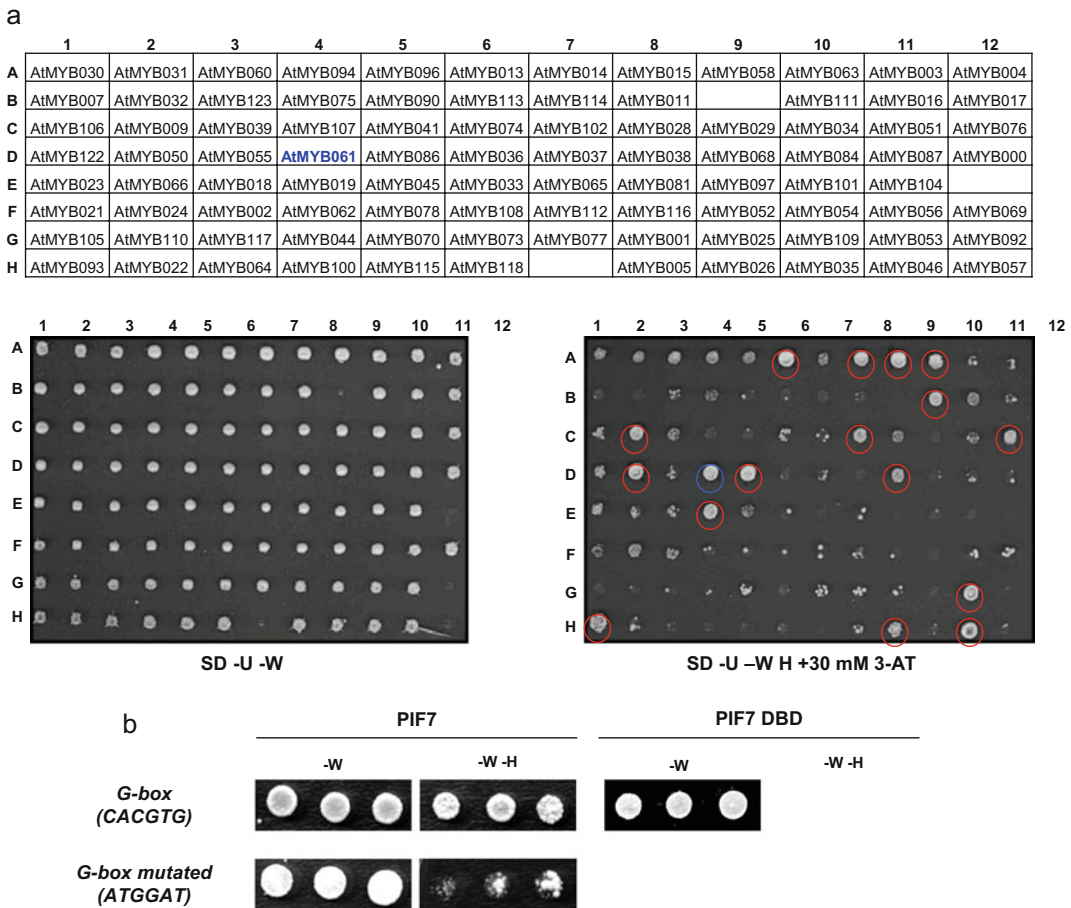 a
1 2 3 4 5 6 7 8 9 10 11 12
A AtMYB030 AtMYB031 AtMYB060 AtMYB094 AtMYB096 AtMYB013 AtMYB014 AtMYB015 AtMYB058 AtMYB063 AtMYB003 AtMYB004
B AtMYB007 AtMYB032 AtMYB123 AtMYB075 AtMYB090 AtMYB113 AtMYB114 AtMYB011 AtMYB111 AtMYB016 AtMYB017
C AtMYB106 AtMYB009 AtMYB039 AtMYB107 AtMYB041 AtMYB074 AtMYB102 AtMYB028 AtMYB029 AtMYB034 AtMYB051 AtMYB076
D AtMYB122 AtMYB050 AtMYB055 AtMYB061 AtMYB086 AtMYB036 AtMYB037 AtMYB038 AtMYB068 AtMYB084 AtMYB087 AtMYB000
E AtMYB023 AtMYB066 AtMYB018 AtMYB019 AtMYB045 AtMYB033 AtMYB065 AtMYB081 AtMYB097 AtMYB101 AtMYB104
F AtMYB021 AtMYB024 AtMYB002 AtMYB062 AtMYB078 AtMYB108 AtMYB112 AtMYB116 AtMYB052 AtMYB054 AtMYB056 AtMYB069
G AtMYB105 AtMYB110 AtMYB117 AtMYB044 AtMYB070 AtMYB073 AtMYB077 AtMYB001 AtMYB025 AtMYB109 AtMYB053 AtMYB092
H AtMYB093 AtMYB022 AtMYB064 AtMYB100 AtMYB115 AtMYB118 AtMYB005 AtMYB026 AtMYB035 AtMYB046 AtMYB057
1 2 3 4 5 6 7 8 9 10 11 12
A
B
C
D
E
F
G
H
SD -U -W
1 2 3 4 5 6 7 8 9 10 11 12
A
B
C
D
E
F
G
H
SD -U –W H +30 mM 3-AT
b
PIF7 PIF7 DBD
-W -W -H -W -W -H
G-box
(CACGTG)
G-box mutated
(ATGGAT)